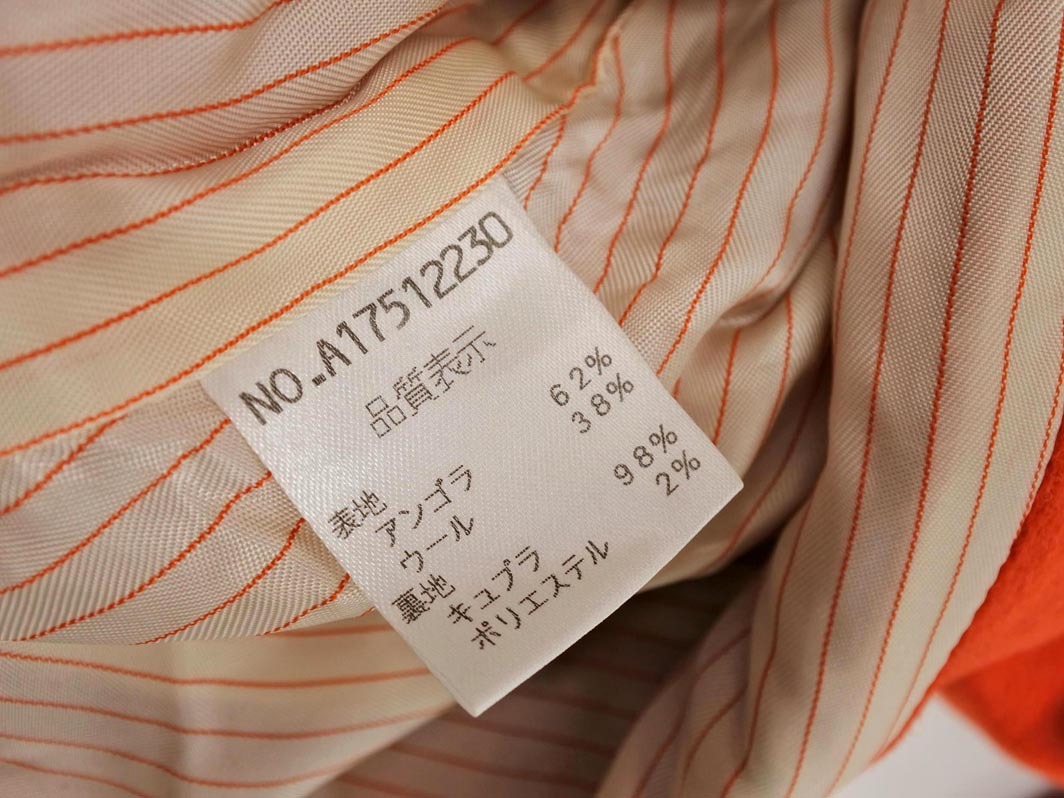 NO.A17512230
品質表示
表地
アンゴラ 62%
ウール 38%
裏地
キュプラ 98%
ポリエステル 2%